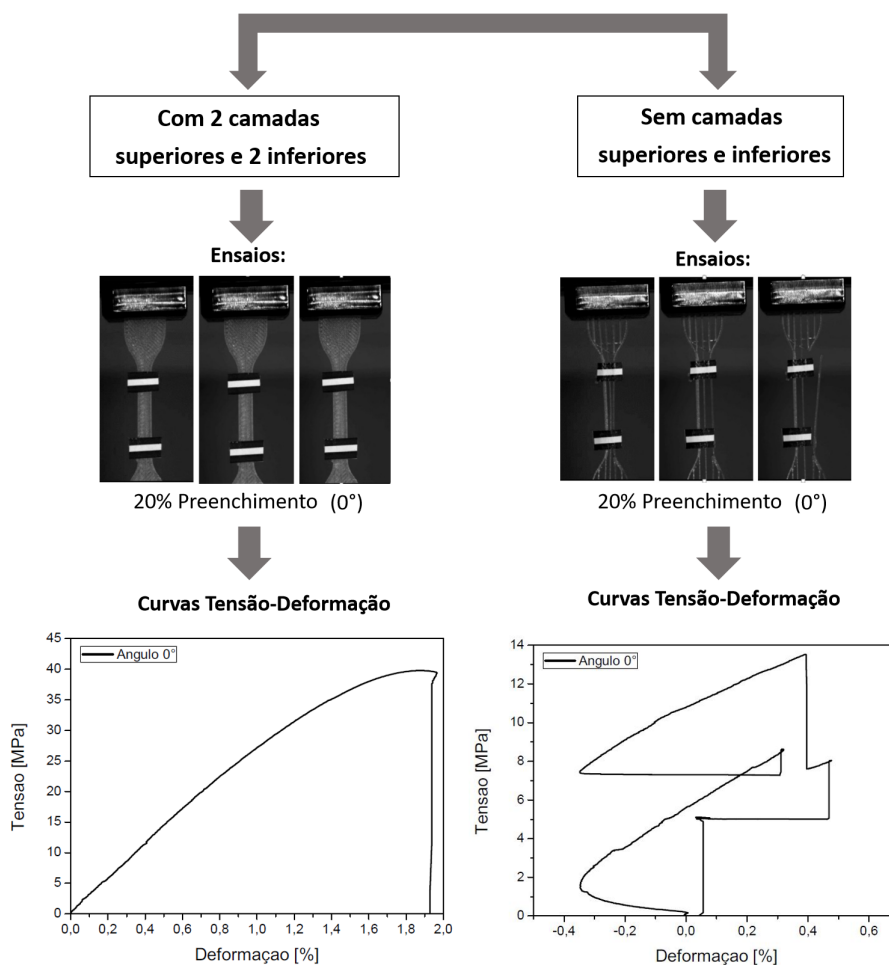 Com 2 camadas
superiores e 2 inferiores
Sem camadas
superiores e inferiores
Ensaios:
Ensaios:
20% Preenchimento (0°)
20% Preenchimento (0°)
Curvas Tensão-Deformação
Curvas Tensão-Deformação
45
40
35
30
25
20
15
10
5
0
Tensao [MPa]
Angulo 0°
0,0 0,2 0,4 0,6 0,8 1,0 1,2 1,4 1,6 1,8 2,0
Deformaçao [%]
14
12
10
8
6
4
2
0
Tensao [MPa]
Angulo 0°
-0,4 -0,2 0,0 0,2 0,4 0,6
Deformaçao [%]